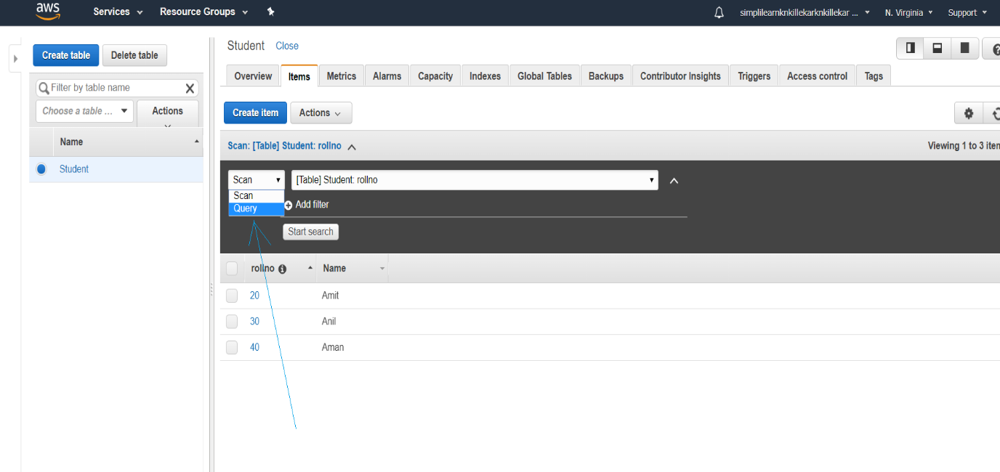 aws Services Resource Groups simplilearnknkillekarknkillekar ... N. Virginia Support
Create table Delete table
Filter by table name
Choose a table ... Actions
Name
Student
Student Close
Overview Items Metrics Alarms Capacity Indexes Global Tables Backups Contributor Insights Triggers Access control Tags
Create item Actions
Scan: [Table] Student: rollno Viewing 1 to 3 item
Scan [Table] Student: rollno
Scan
Query Add filter
Start search
rollno Name
20 Amit
30 Anil
40 Aman